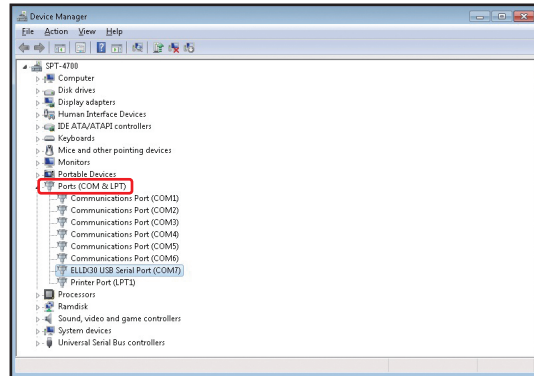 Device Manager
File Action View Help
SPT-4700
Computer
Disk drives
Display adapters
Human Interface Devices
IDE ATA/ATAPI controllers
Keyboards
Mice and other pointing devices
Monitors
Portable Devices
Ports (COM & LPT)
Communications Port (COM1)
Communications Port (COM2)
Communications Port (COM3)
Communications Port (COM4)
Communications Port (COM5)
Communications Port (COM6)
ELLDX30 USB Serial Port (COM7)
Printer Port (LPT1)
Processors
Ramdisk
Sound, video and game controllers
System devices
Universal Serial Bus controllers